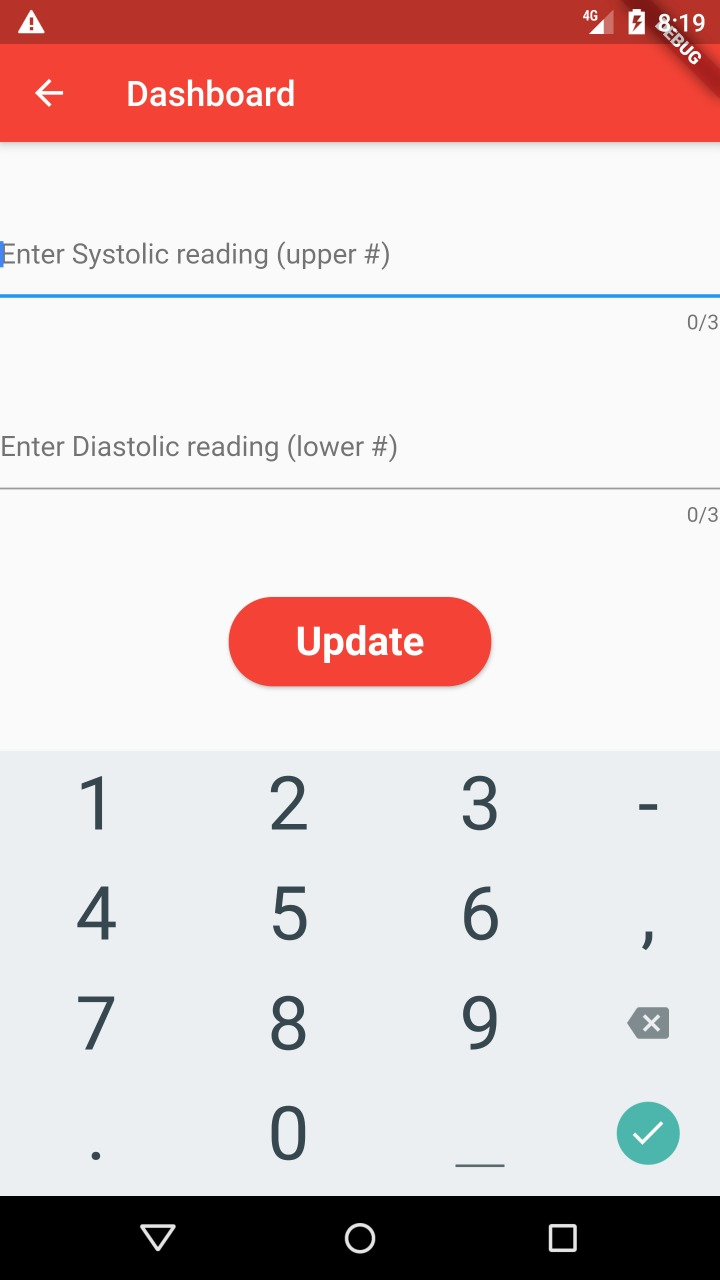 4G 8:19
DEBUG
Dashboard
Enter Systolic reading (upper #)
0/3
Enter Diastolic reading (lower #)
0/3
Update
1 2 3 -
4 5 6 ,
7 8 9
. 0 _